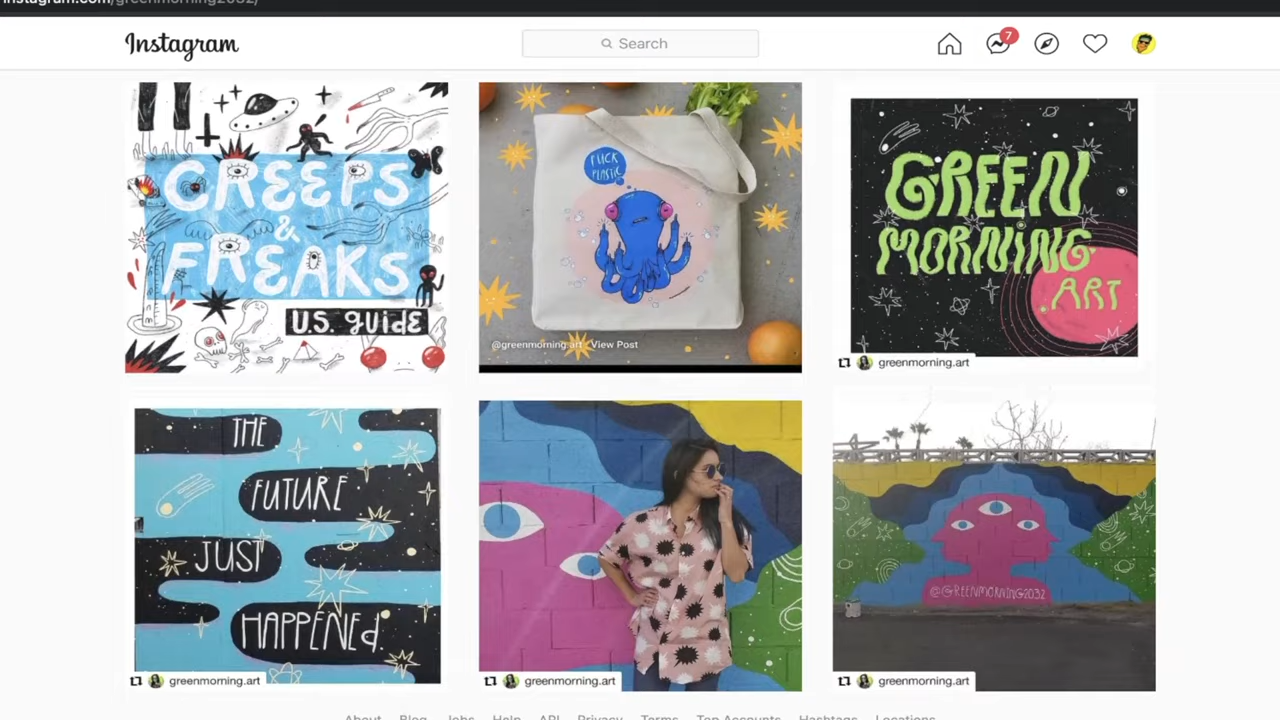 instagram.com/greenmorning2032/
Instagram
Search
7
CREEPS
&
FREAKS
U.S. GUidE
FUCK
PLASTIC
@greenmorning.art · View Post
GREEN
MORNiNG
.ART
greenmorning.art
THE
FUTURE
JUST
HAPPENEd
greenmorning.art
greenmorning.art
@GREENMORNING2032
greenmorning.art
About Blog Jobs Help API Privacy Terms Top Accounts Hashtags Locations